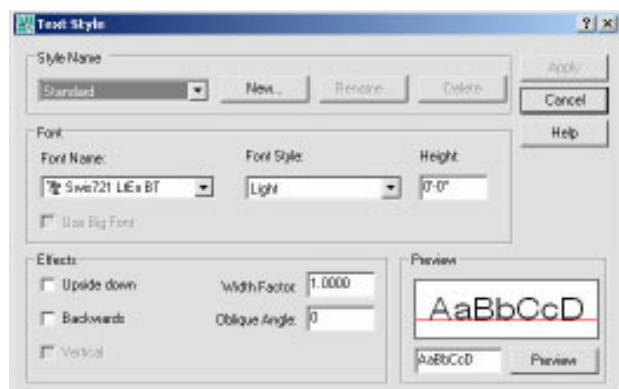 Text Style
Style Name
Standard
New...
Rename
Delete
Apply
Cancel
Help
Font
Font Name:
Font Style:
Height:
Swis721 LtEx BT
Light
0'-0"
Use Big Font
Effects
Upside down
Width Factor: 1.0000
Backwards
Oblique Angle: 0
Vertical
Preview
AaBbCcD
AaBbCcD
Preview